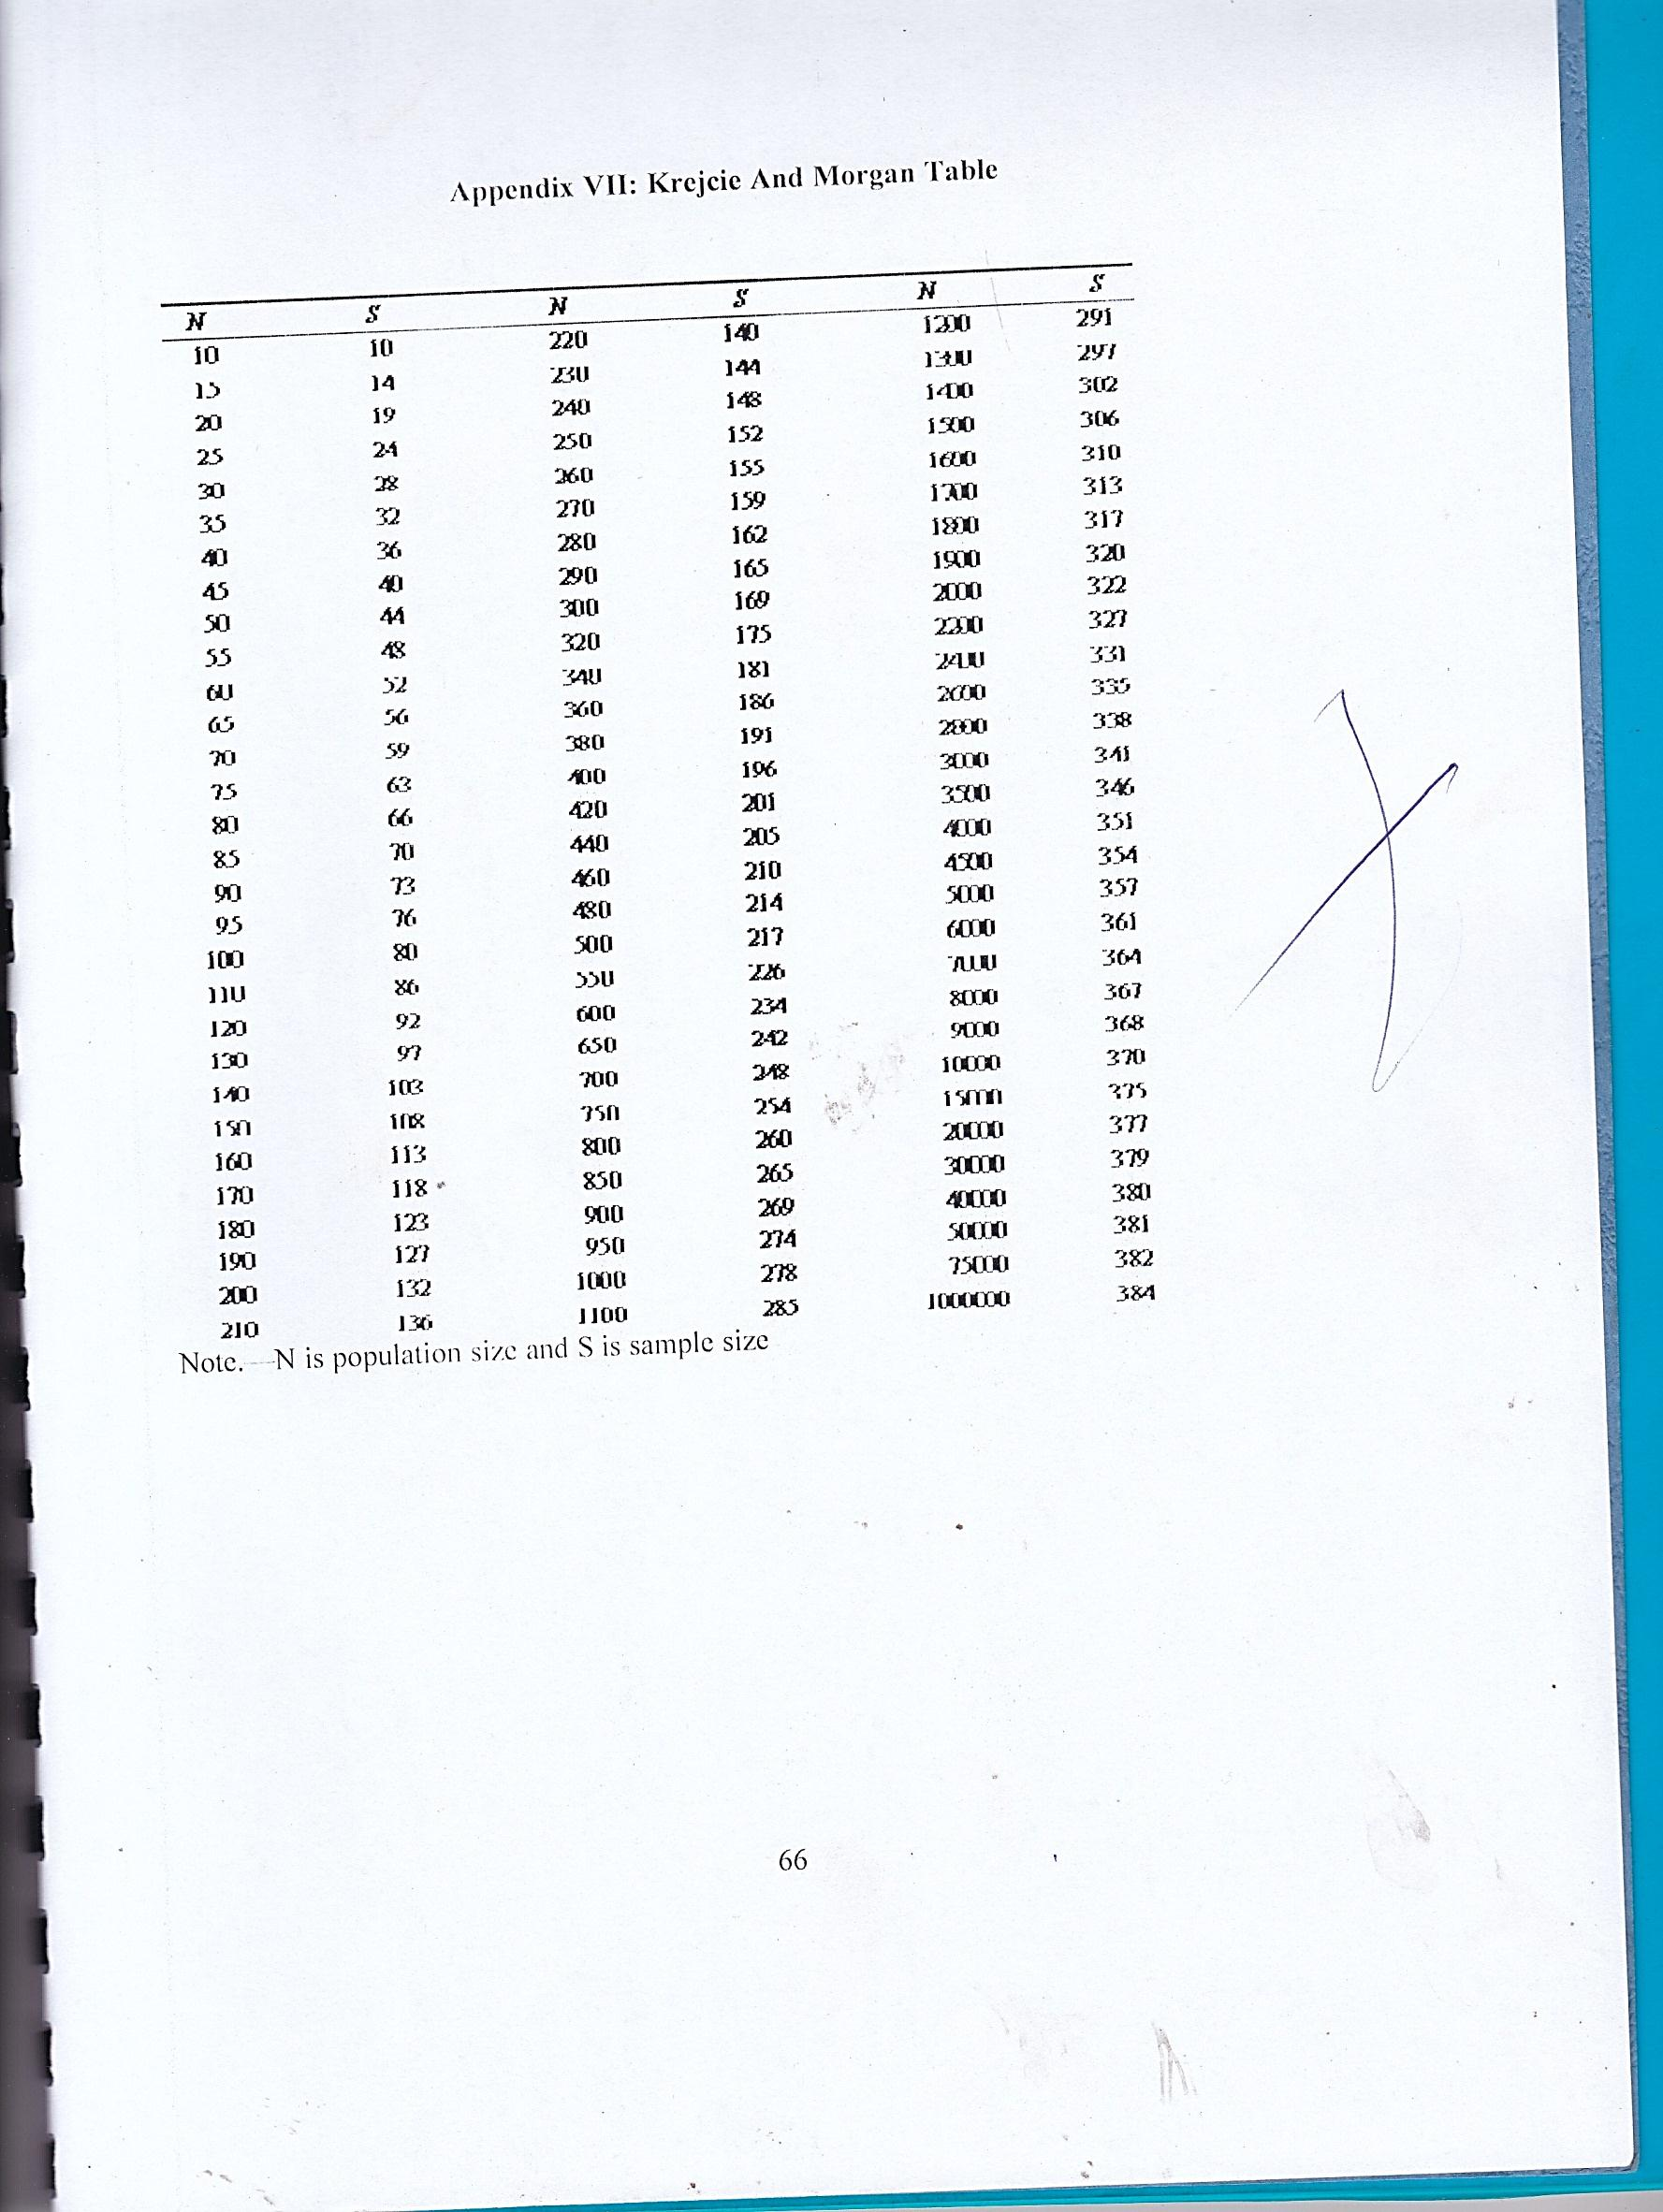 Appendix VII: Krejcie And Morgan Table
N S N S N S
10 10 220 140 1200 291
15 14 230 144 1300 297
20 19 240 148 1400 302
25 24 250 152 1500 306
30 28 260 155 1600 310
35 32 270 159 1700 313
40 36 280 162 1800 317
45 40 290 165 1900 320
50 44 300 169 2000 322
55 48 320 175 2200 327
60 52 340 181 2400 331
65 56 360 186 2600 335
70 59 380 191 2800 338
75 63 400 196 3000 341
80 66 420 201 3500 346
85 70 440 205 4000 351
90 73 460 210 4500 354
95 76 480 214 5000 357
100 80 500 217 6000 361
110 86 550 226 7000 364
120 92 600 234 8000 367
130 97 650 242 9000 368
140 103 700 248 10000 370
150 108 750 254 15000 375
160 113 800 260 20000 377
170 118 850 265 30000 379
180 123 900 269 40000 380
190 127 950 274 50000 381
200 132 1000 278 75000 382
210 136 1100 285 1000000 384
Note.—N is population size and S is sample size
66